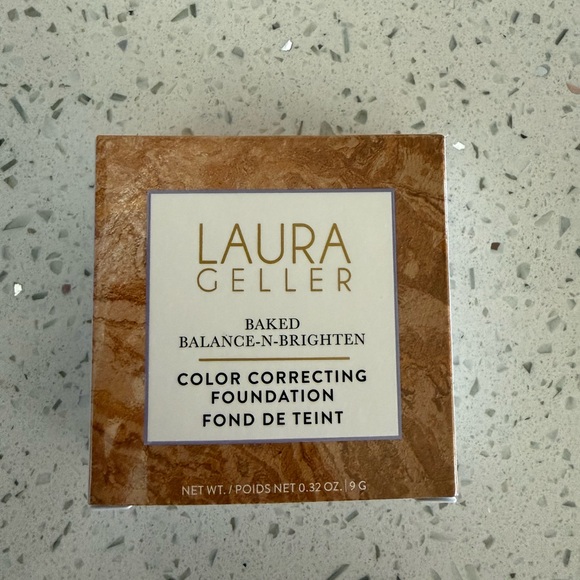 LAURA
GELLER
BAKED
BALANCE-N-BRIGHTEN
COLOR CORRECTING
FOUNDATION
FOND DE TEINT
NET WT. / POIDS NET 0.32 OZ. | 9 G